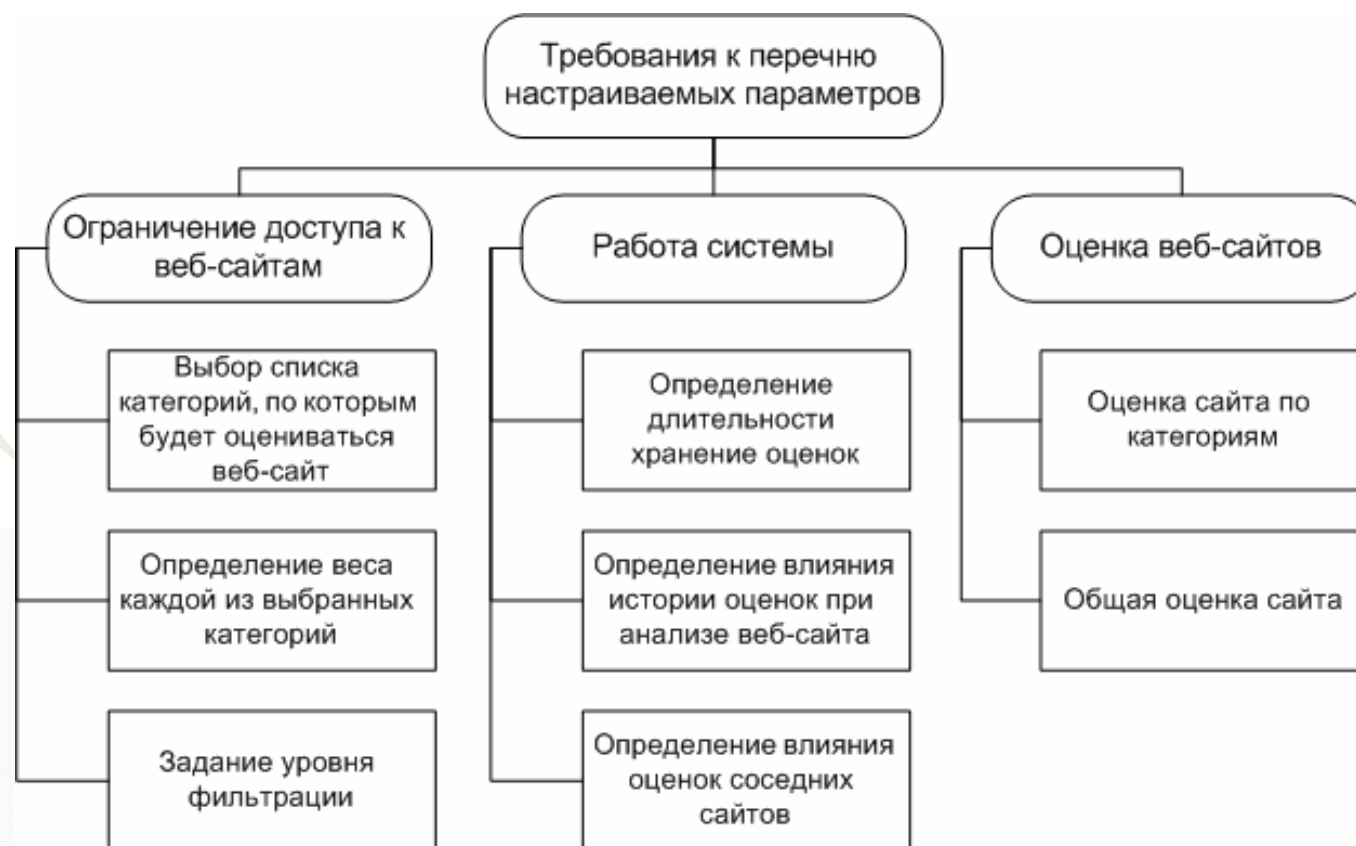 Требования к перечню
настраиваемых параметров
Ограничение доступа к
веб-сайтам
Выбор списка
категорий, по которым
будет оцениваться
веб-сайт
Определение веса
каждой из выбранных
категорий
Задание уровня
фильтрации
Работа системы
Определение
длительности
хранение оценок
Определение влияния
истории оценок при
анализе веб-сайта
Определение влияния
оценок соседних
сайтов
Оценка веб-сайтов
Оценка сайта по
категориям
Общая оценка сайта